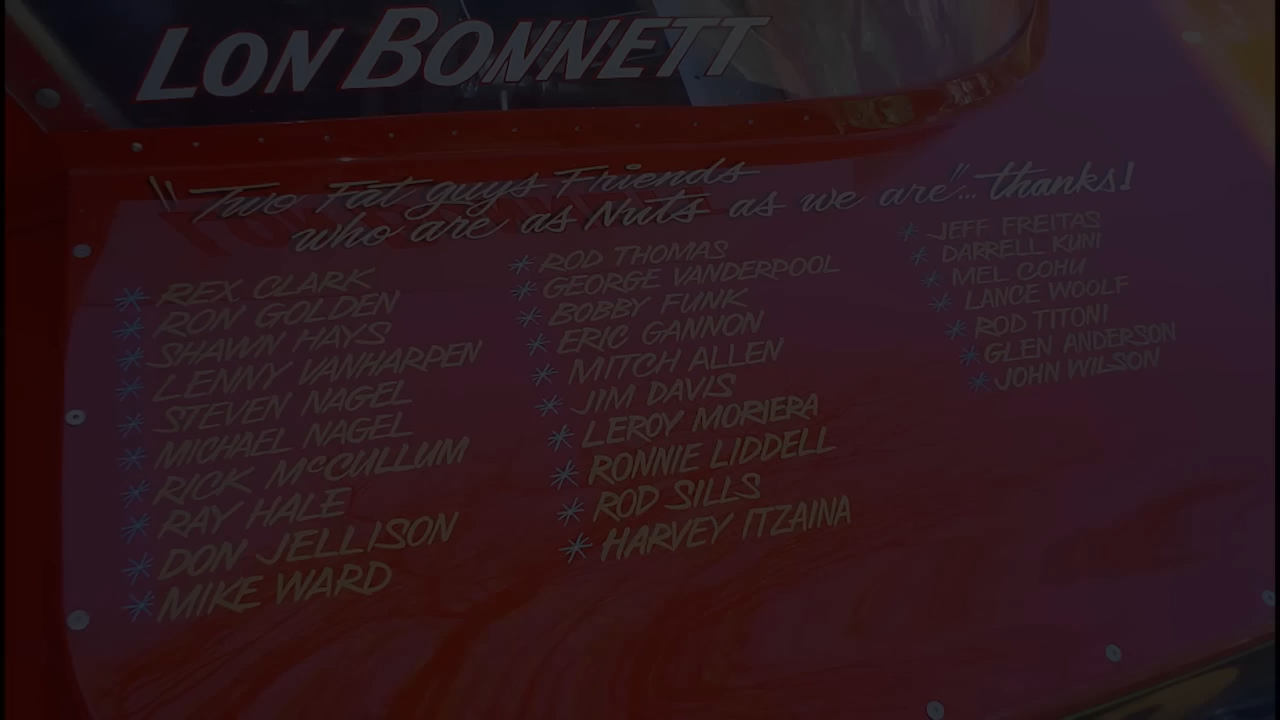 LON BONNETT
"Two Fat guys Friends
who are as Nuts as we are"... thanks!
* REX CLARK
* RON GOLDEN
* SHAWN HAYS
* LENNY VANHARPEN
* STEVEN NAGEL
* MICHAEL NAGEL
* RICK McCULLUM
* RAY HALE
* DON JELLISON
* MIKE WARD
* ROD THOMAS
* GEORGE VANDERPOOL
* BOBBY FUNK
* ERIC GANNON
* MITCH ALLEN
* JIM DAVIS
* LEROY MORIERA
* RONNIE LIDDELL
* ROD SILLS
* HARVEY ITZAINA
* JEFF FREITAS
* DARRELL KUNI
* MEL COHU
* LANCE WOOLF
* ROD TITONI
* GLEN ANDERSON
* JOHN WILSON